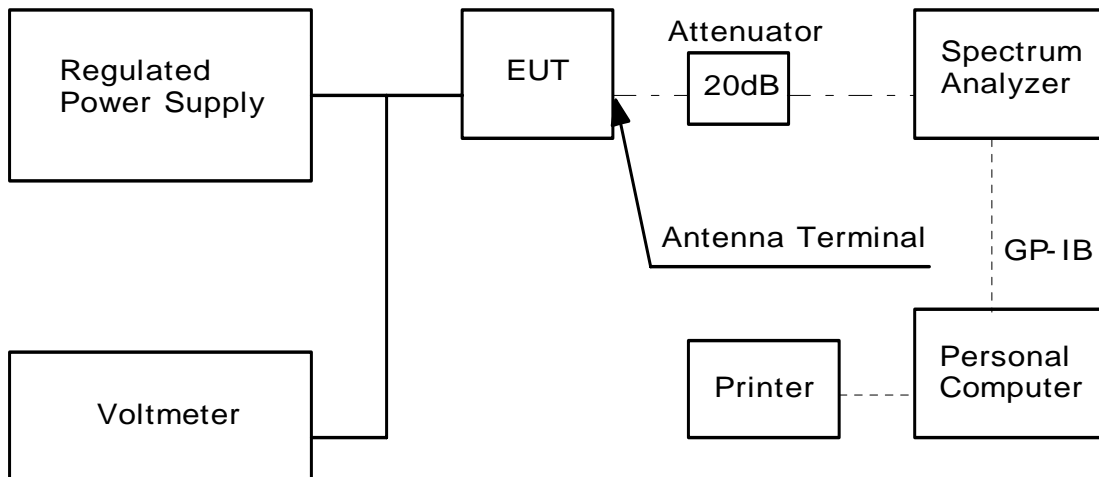 Regulated
Power Supply
EUT
Attenuator
20dB
Spectrum
Analyzer
Antenna Terminal
GP-IB
Voltmeter
Printer
Personal
Computer